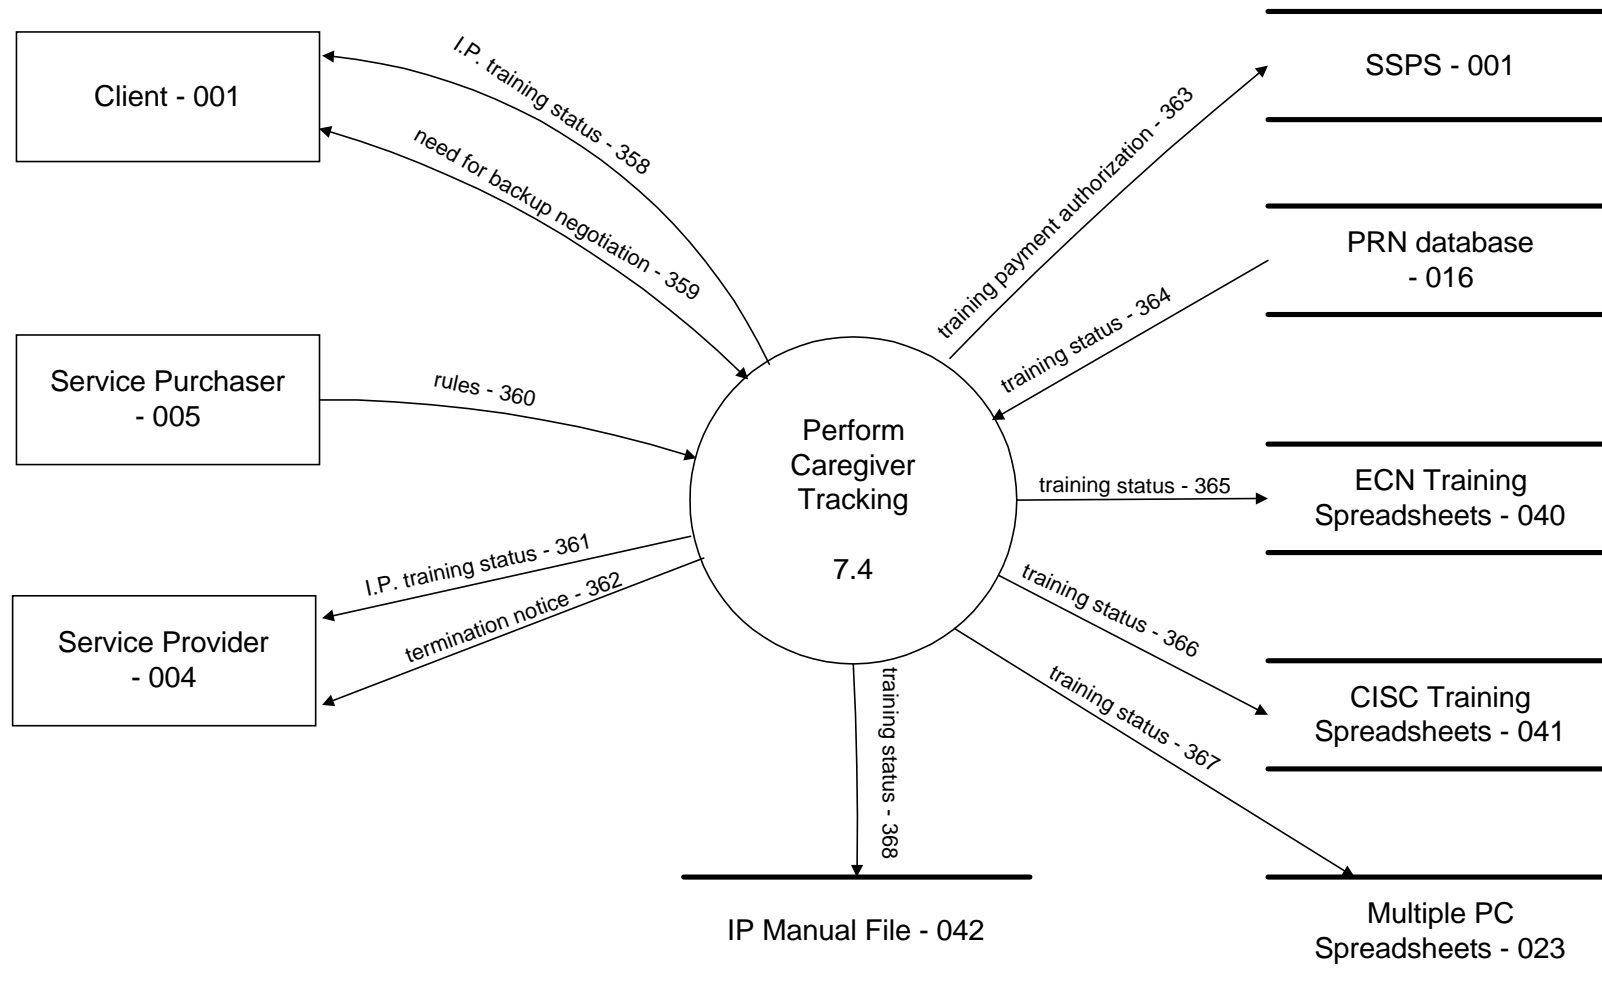 Client - 001
I.P. training status - 358
need for backup negotiation - 359
Service Purchaser
- 005
rules - 360
Service Provider
- 004
I.P. training status - 361
termination notice - 362
Perform
Caregiver
Tracking
7.4
training payment authorization - 363
SSPS - 001
training status - 364
PRN database
- 016
training status - 365
ECN Training
Spreadsheets - 040
training status - 366
CISC Training
Spreadsheets - 041
training status - 367
Multiple PC
Spreadsheets - 023
training status - 368
IP Manual File - 042